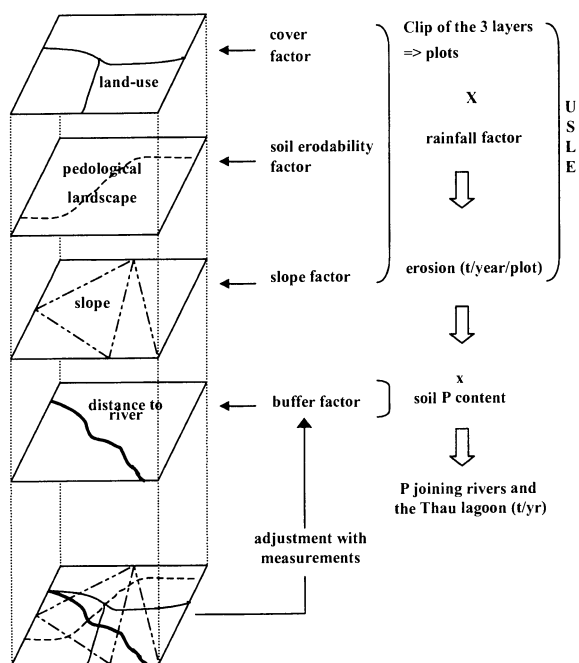 cover
factor
land-use
soil erodability
factor
pedological
landscape
slope factor
slope
buffer factor
distance to
river
adjustment with
measurements
Clip of the 3 layers
=> plots
X
rainfall factor
erosion (t/year/plot)
U
S
L
E
x
soil P content
P joining rivers and
the Thau lagoon (t/yr)